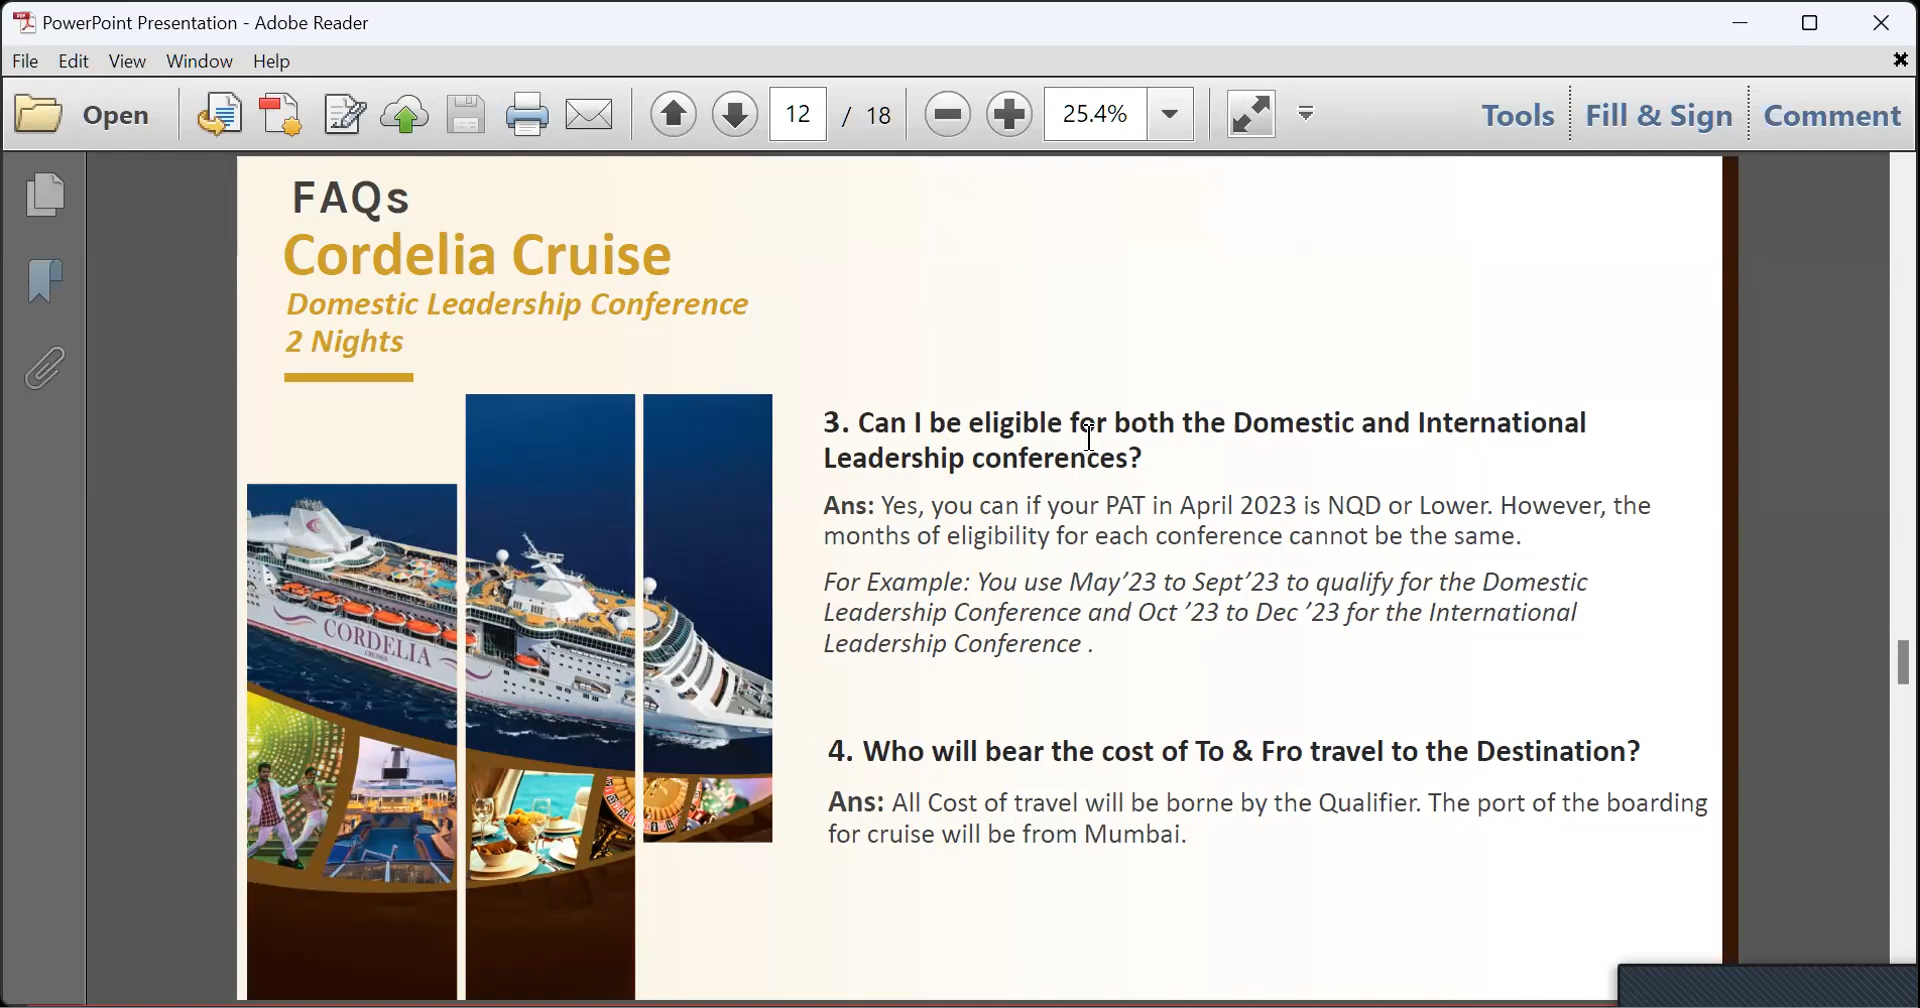 PowerPoint Presentation - Adobe Reader
File Edit View Window Help
Open
12 / 18
25.4%
Tools Fill & Sign Comment
FAQs
Cordelia Cruise
Domestic Leadership Conference
2 Nights
3. Can I be eligible for both the Domestic and International
Leadership conferences?
Ans: Yes, you can if your PAT in April 2023 is NQD or Lower. However, the
months of eligibility for each conference cannot be the same.
For Example: You use May’23 to Sept’23 to qualify for the Domestic
Leadership Conference and Oct ’23 to Dec ’23 for the International
Leadership Conference .
4. Who will bear the cost of To & Fro travel to the Destination?
Ans: All Cost of travel will be borne by the Qualifier. The port of the boarding
for cruise will be from Mumbai.
CORDELIA
CRUISES